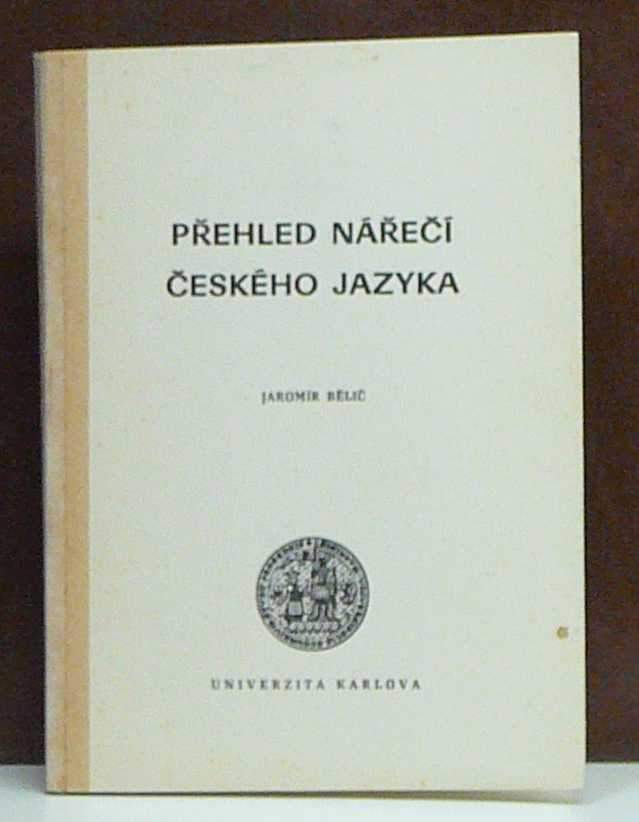 PŘEHLED NÁŘEČÍ
ČESKÉHO JAZYKA
JAROMÍR BĚLIČ
UNIVERZITA KARLOVA